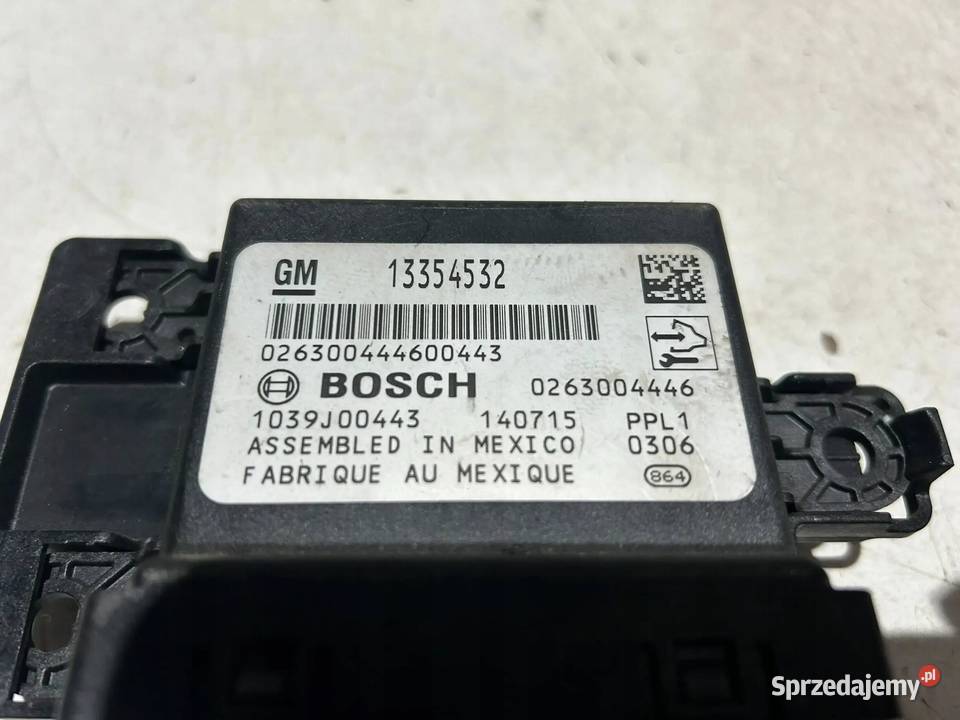 GM 13354532
026300444600443
BOSCH 0263004446
1039J00443 140715 PPL1
ASSEMBLED IN MEXICO 0306
FABRIQUE AU MEXIQUE 864
Sprzedajemy.pl